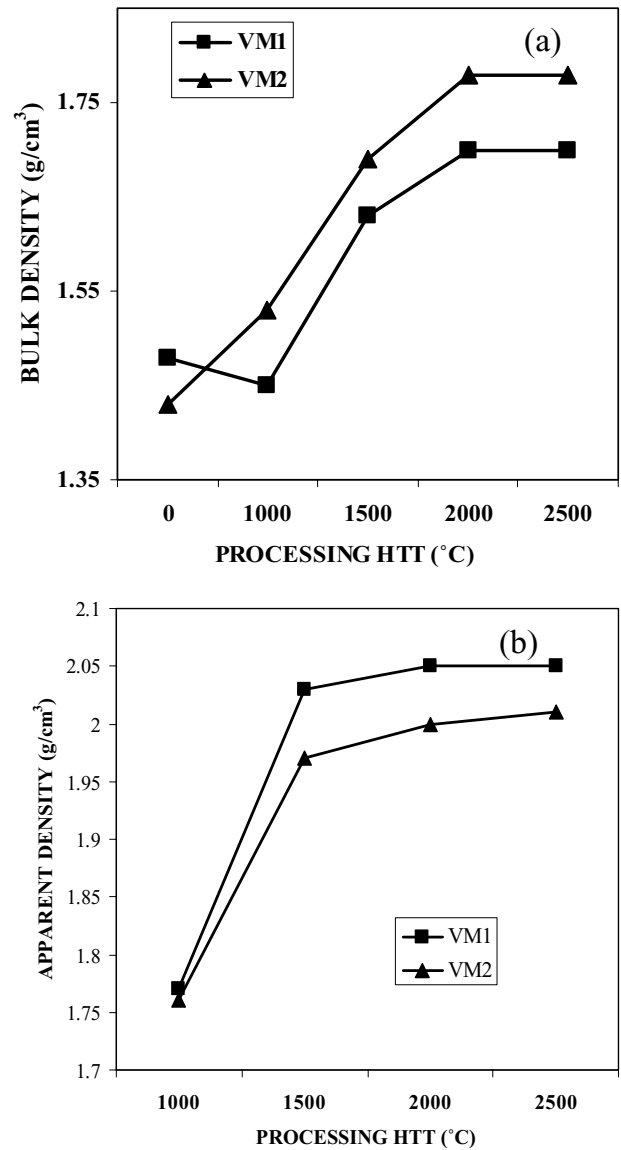 (a)
VM1
VM2
1.75
1.55
1.35
BULK DENSITY (g/cm³)
0 1000 1500 2000 2500
PROCESSING HTT (˚C)
(b)
2.1
2.05
2
1.95
1.9
1.85
1.8
1.75
1.7
APPARENT DENSITY (g/cm³)
VM1
VM2
1000 1500 2000 2500
PROCESSING HTT (˚C)